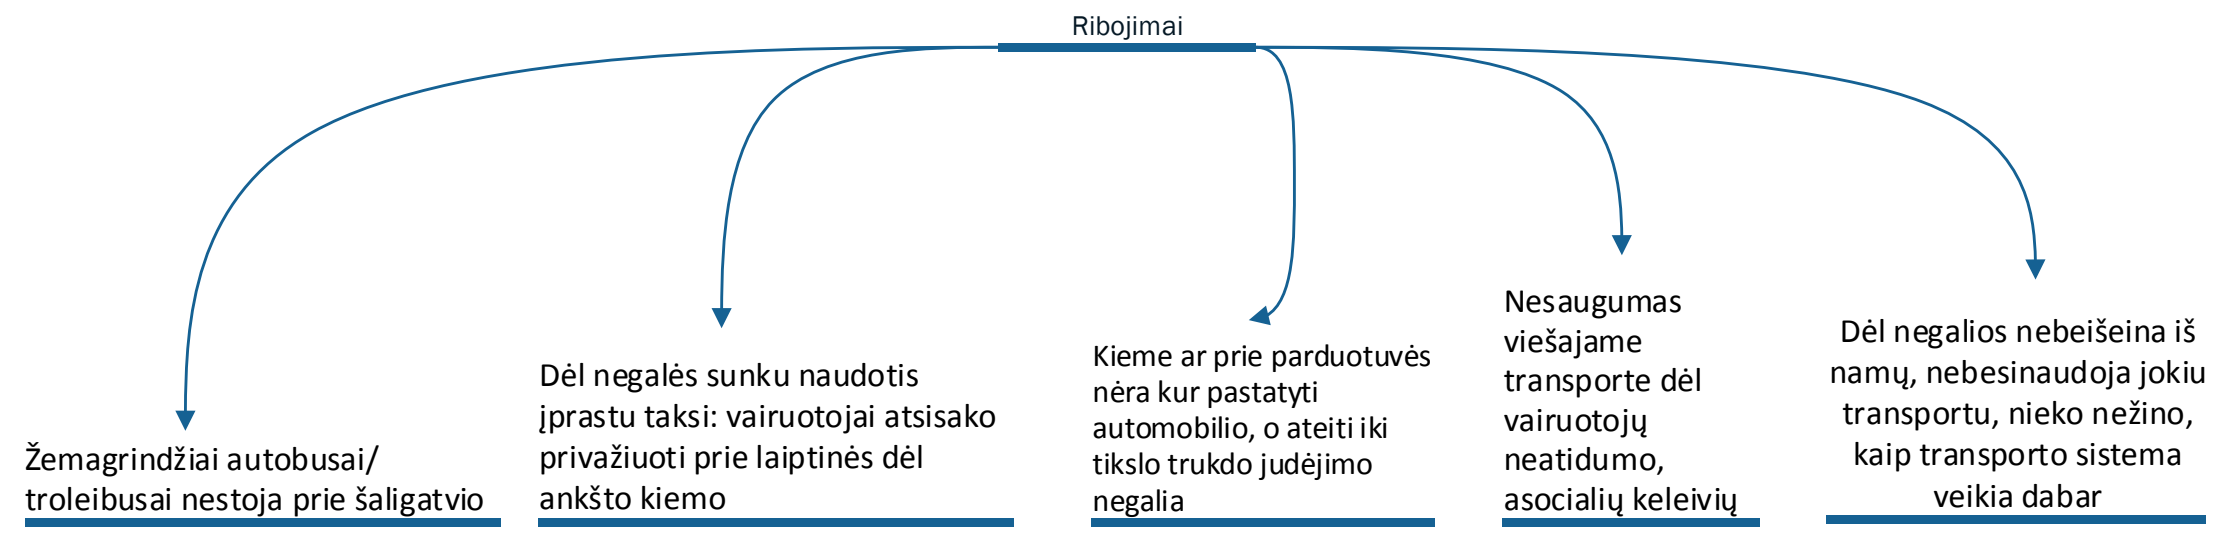 Ribojimai
Žemagrindžiai autobusai/
troleibusai nestoja prie šaligatvio
Dėl negalės sunku naudotis
įprastu taksi: vairuotojai atsisako
privažiuoti prie laiptinės dėl
ankšto kiemo
Kieme ar prie parduotuvės
nėra kur pastatyti
automobilio, o ateiti iki
tikslo trukdo judėjimo
negalia
Nesaugumas
viešajame
transporte dėl
vairuotojų
neatidumo,
asocialių keleivių
Dėl negalios nebeišeina iš
namų, nebesinaudoja jokiu
transportu, nieko nežino,
kaip transporto sistema
veikia dabar